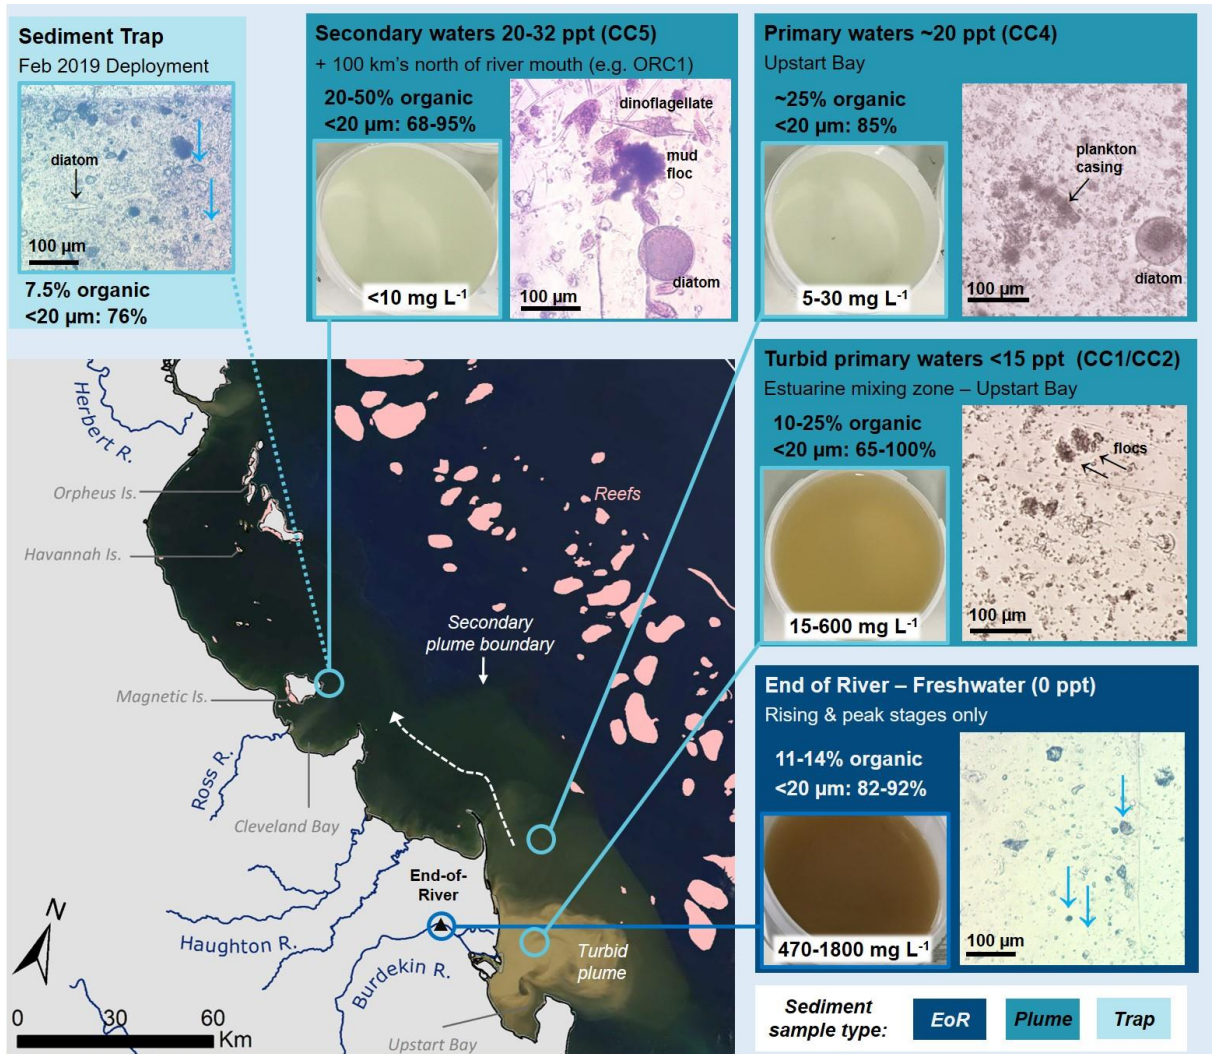 Sediment Trap
Feb 2019 Deployment
diatom
100 µm
7.5% organic
<20 µm: 76%
Secondary waters 20-32 ppt (CC5)
+ 100 km's north of river mouth (e.g. ORC1)
20-50% organic
<20 µm: 68-95%
<10 mg L⁻¹
dinoflagellate
mud
floc
diatom
100 µm
Primary waters ~20 ppt (CC4)
Upstart Bay
~25% organic
<20 µm: 85%
5-30 mg L⁻¹
plankton
casing
diatom
100 µm
Turbid primary waters <15 ppt (CC1/CC2)
Estuarine mixing zone – Upstart Bay
10-25% organic
<20 µm: 65-100%
15-600 mg L⁻¹
flocs
100 µm
End of River – Freshwater (0 ppt)
Rising & peak stages only
11-14% organic
<20 µm: 82-92%
470-1800 mg L⁻¹
100 µm
Herbert R.
Orpheus Is.
Havannah Is.
Reefs
Secondary
plume boundary
Magnetic Is.
Ross R.
Cleveland Bay
End-of-
River
Haughton R.
Burdekin R.
Turbid
plume
Upstart Bay
N
0 30 60
Km
Sediment
sample type:
EoR
Plume
Trap